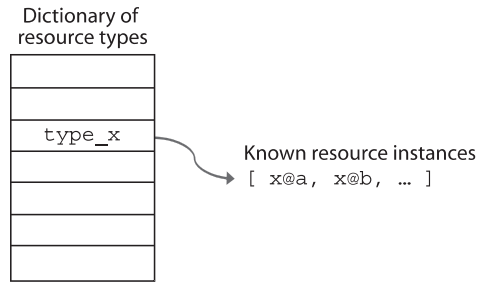 Dictionary of
resource types
type_x
Known resource instances
[ x@a, x@b, … ]